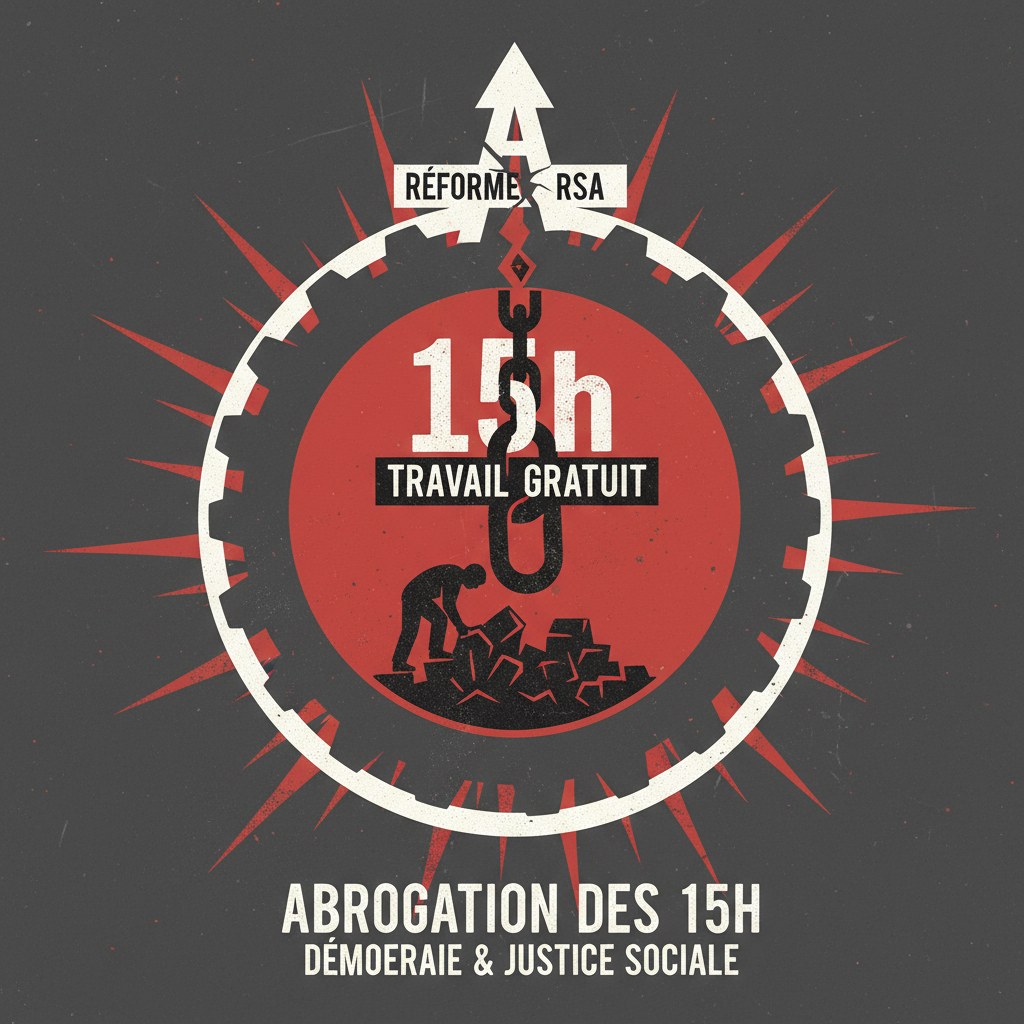 A
RÉFORME RSA
15h
TRAVAIL GRATUIT
ABROGATION DES 15H
DÉMOERAIE & JUSTICE SOCIALE